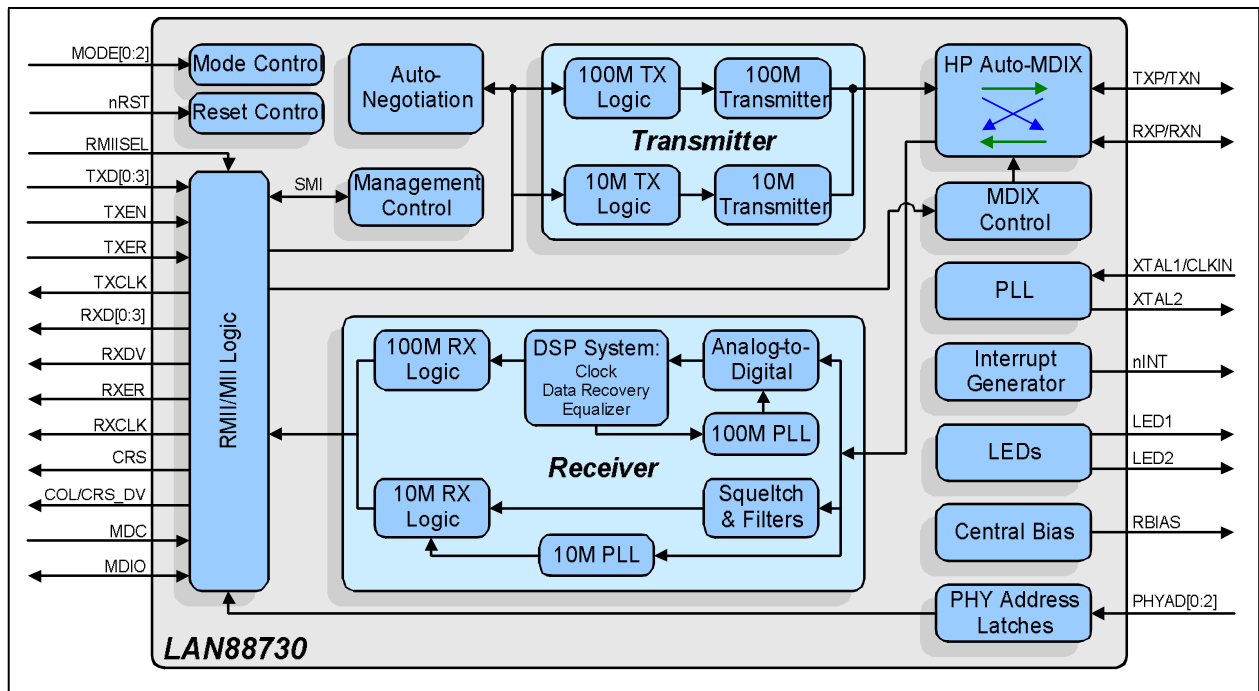 MODE[0:2]
nRST
RMIISEL
TXD[0:3]
TXEN
TXER
TXCLK
RXD[0:3]
RXDV
RXER
RXCLK
CRS
COL/CRS_DV
MDC
MDIO
Mode Control
Reset Control
RMII/MII Logic
SMI
Auto-
Negotiation
Management
Control
100M TX
Logic
100M
Transmitter
Transmitter
10M TX
Logic
10M
Transmitter
100M RX
Logic
DSP System:
Clock
Data Recovery
Equalizer
Analog-to-
Digital
100M PLL
Receiver
10M RX
Logic
Squeltch
& Filters
10M PLL
HP Auto-MDIX
MDIX
Control
PLL
Interrupt
Generator
LEDs
Central Bias
PHY Address
Latches
TXP/TXN
RXP/RXN
XTAL1/CLKIN
XTAL2
nINT
LED1
LED2
RBIAS
PHYAD[0:2]
LAN88730